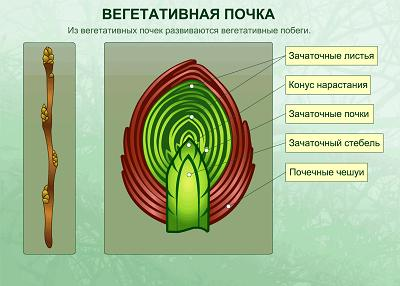 ВЕГЕТАТИВНАЯ ПОЧКА
Из вегетативных почек развиваются вегетативные побеги.
Зачаточные листья
Конус нарастания
Зачаточные почки
Зачаточный стебель
Почечные чешуи